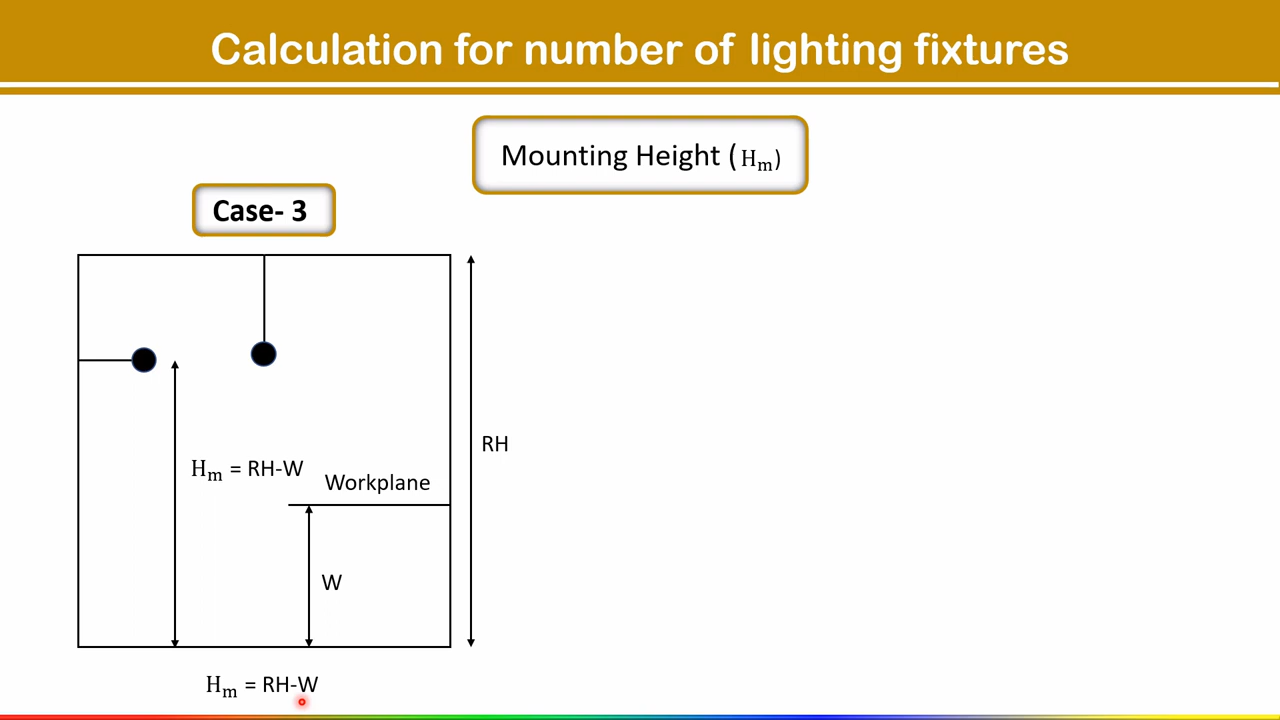 Calculation for number of lighting fixtures
Mounting Height (Hₘ)
Case- 3
RH
Hₘ = RH-W
Workplane
W
Hₘ = RH-W